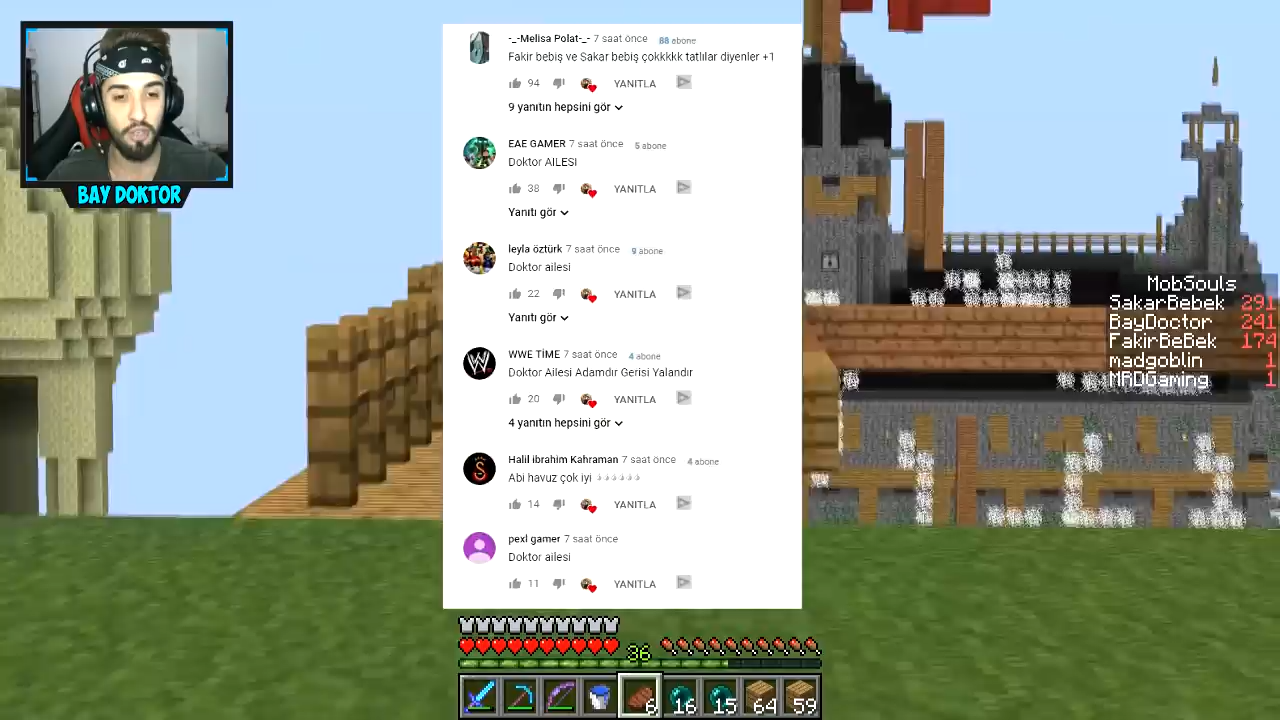 BAY DOKTOR
-_-Melisa Polat-_- 7 saat önce 88 abone
Fakir bebiş ve Sakar bebiş çokkkkk tatlılar diyenler +1
94 YANITLA
9 yanıtın hepsini gör
EAE GAMER 7 saat önce 5 abone
Doktor AILESI
38 YANITLA
Yanıtı gör
leyla öztürk 7 saat önce 9 abone
Doktor ailesi
22 YANITLA
Yanıtı gör
WWE TİME 7 saat önce 4 abone
Doktor Ailesi Adamdır Gerisi Yalandır
20 YANITLA
4 yanıtın hepsini gör
Halil ibrahim Kahraman 7 saat önce 4 abone
Abi havuz çok iyi
14 YANITLA
pexl gamer 7 saat önce
Doktor ailesi
11 YANITLA
MobSouls
SakarBebek 291
BayDoctor 241
FakirBeBek 174
madgoblin 1
MRDGaming 1
36
6 16 15 64 59